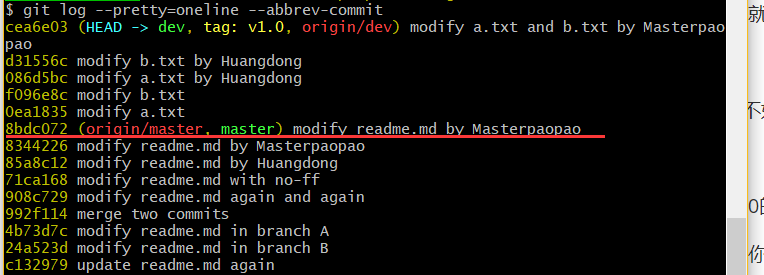 $ git log --pretty=oneline --abbrev-commit
cea6e03 (HEAD -> dev, tag: v1.0, origin/dev) modify a.txt and b.txt by Masterpao
pao
d31556c modify b.txt by Huangdong
086d5bc modify a.txt by Huangdong
f096e8c modify b.txt
0ea1835 modify a.txt
8bdc072 (origin/master, master) modify readme.md by Masterpaopao
8344226 modify readme.md by Masterpaopao
85a8c12 modify readme.md by Huangdong
71ca168 modify readme.md with no-ff
908c729 modify readme.md again and again
992f114 merge two commits
4b73d7c modify readme.md in branch A
24a523d modify readme.md in branch B
c132979 update readme.md again
就
0的
你